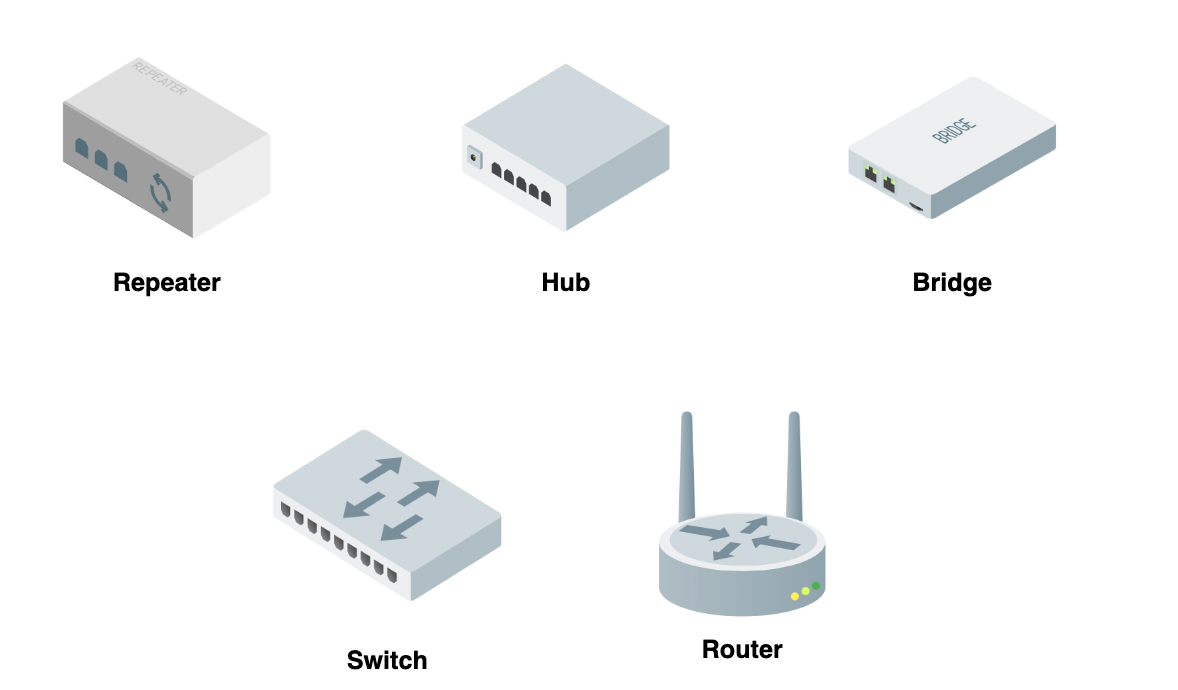 REPEATER
BRIDGE
Repeater
Hub
Bridge
Switch
Router